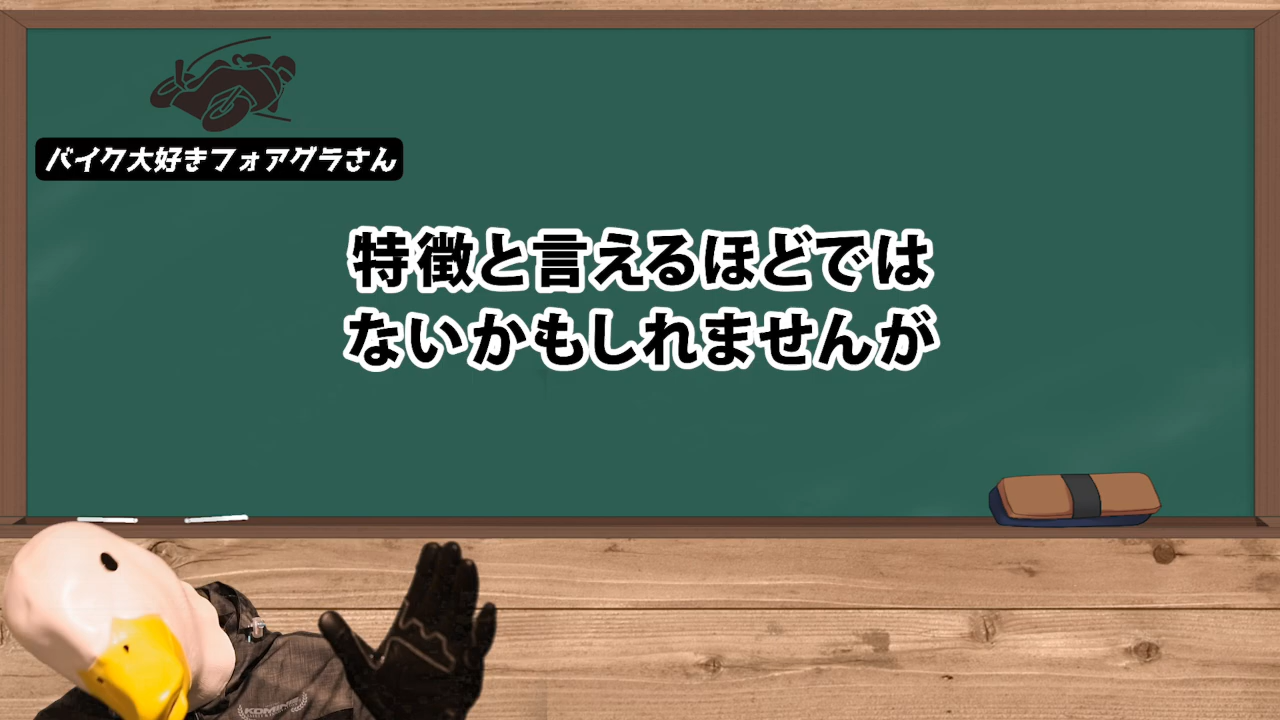 バイク大好きフォアグラさん
特徴と言えるほどでは
ないかもしれませんが